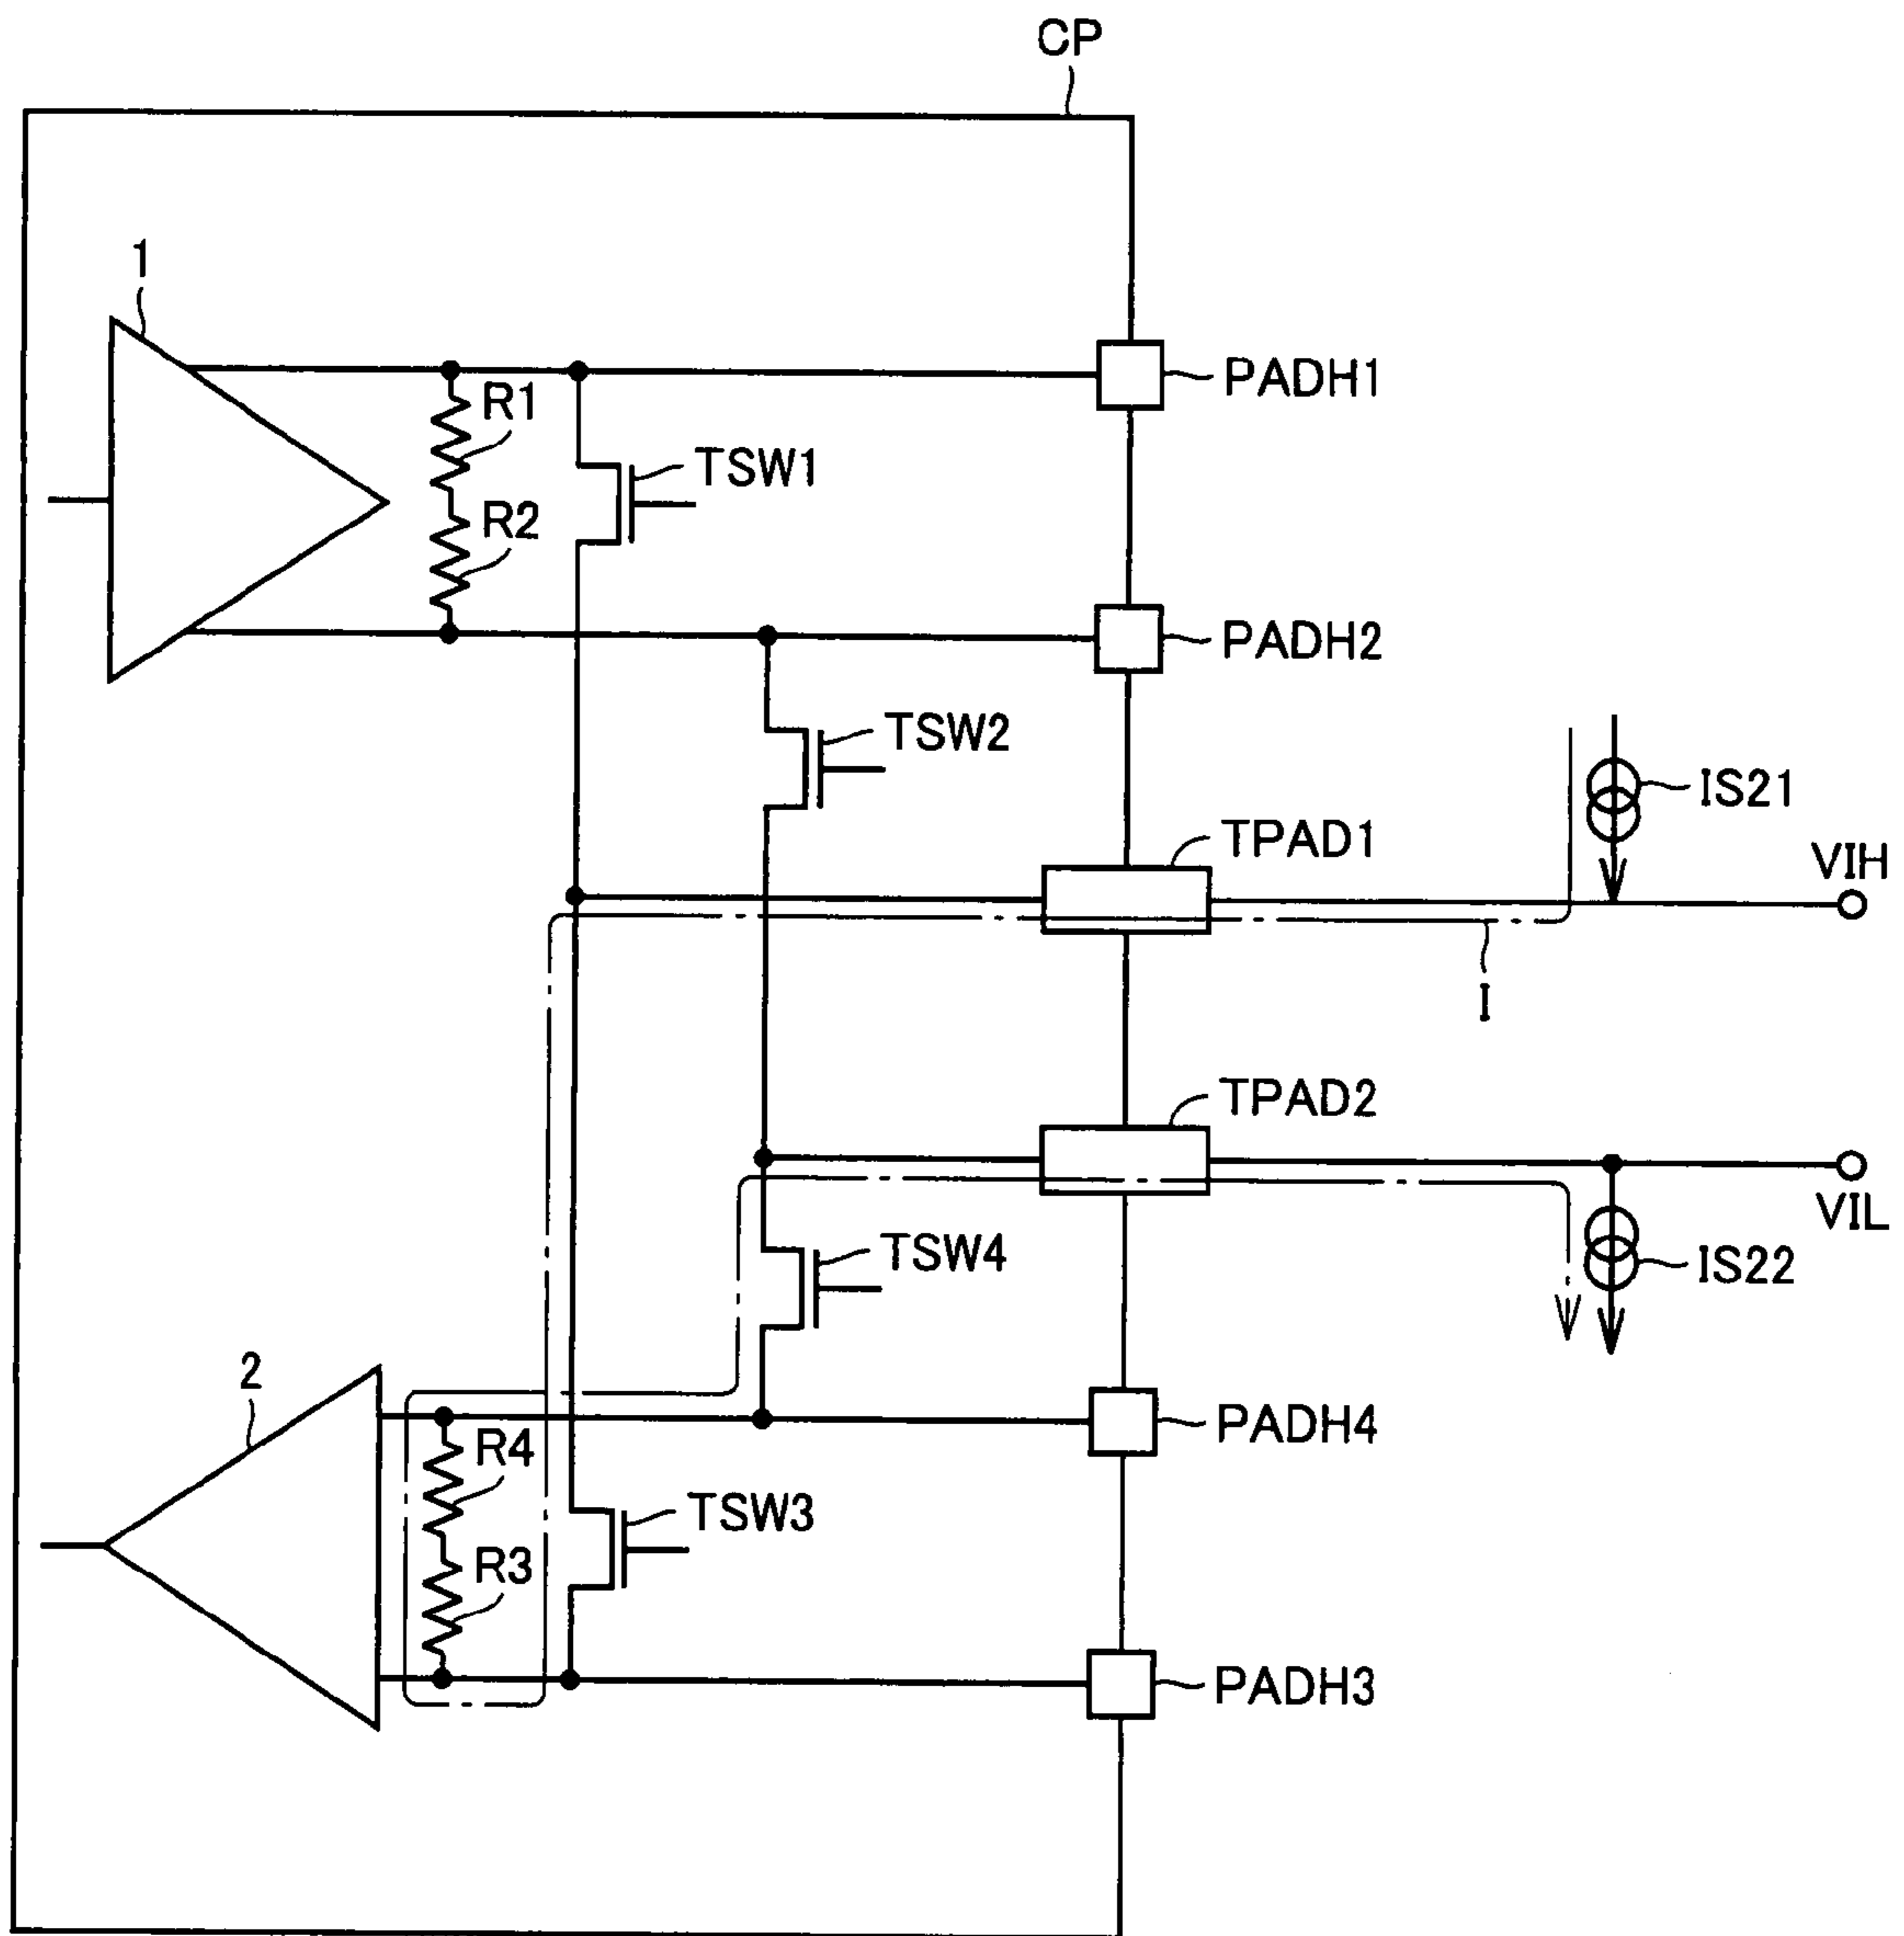 CP
1
PADH1
R1
TSW1
R2
PADH2
TSW2
IS21
TPAD1
VIH
I
TPAD2
VIL
TSW4
IS22
2
PADH4
R4
TSW3
R3
PADH3